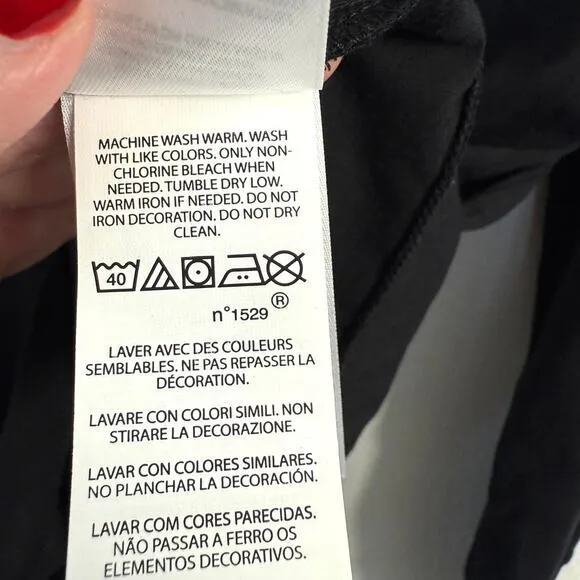 MACHINE WASH WARM. WASH
WITH LIKE COLORS. ONLY NON-
CHLORINE BLEACH WHEN
NEEDED. TUMBLE DRY LOW.
WARM IRON IF NEEDED. DO NOT
IRON DECORATION. DO NOT DRY
CLEAN.
40
®
n°1529
LAVER AVEC DES COULEURS
SEMBLABLES. NE PAS REPASSER LA
DÉCORATION.
LAVARE CON COLORI SIMILI. NON
STIRARE LA DECORAZIONE.
LAVAR CON COLORES SIMILARES.
NO PLANCHAR LA DECORACIÓN.
LAVAR COM CORES PARECIDAS.
NÃO PASSAR A FERRO OS
ELEMENTOS DECORATIVOS.